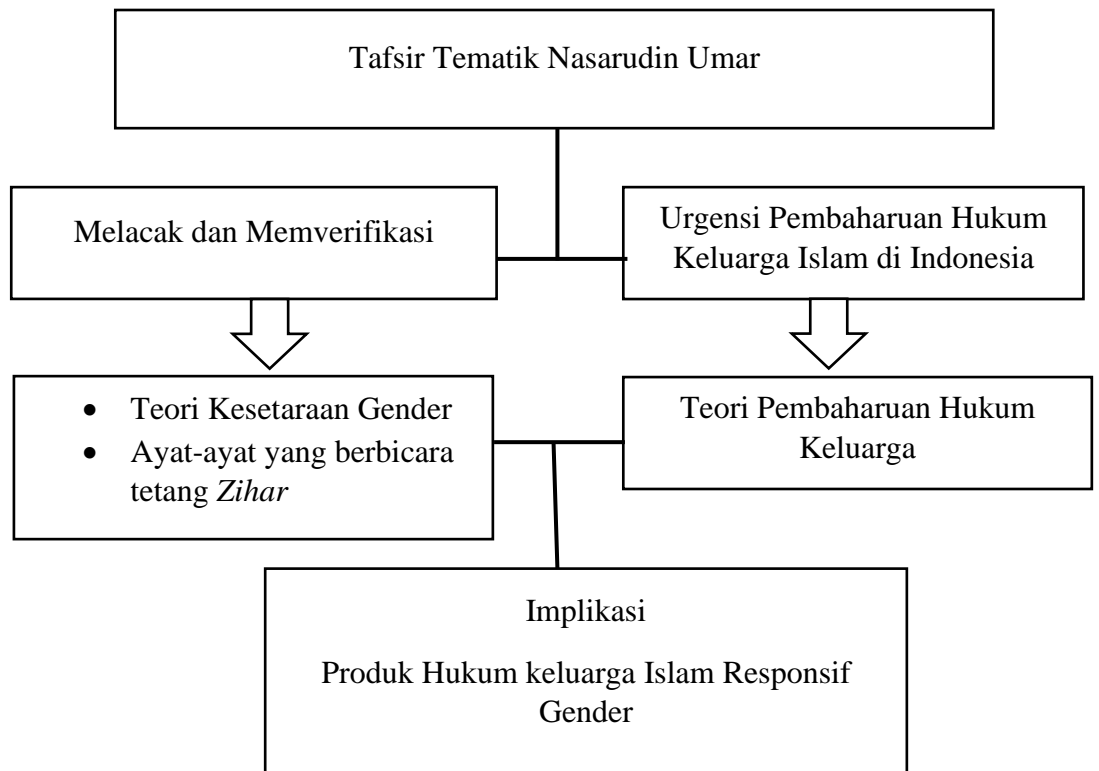 Tafsir Tematik Nasarudin Umar
Melacak dan Memverifikasi
Urgensi Pembaharuan Hukum
Keluarga Islam di Indonesia
• Teori Kesetaraan Gender
• Ayat-ayat yang berbicara
tetang Zihar
Teori Pembaharuan Hukum
Keluarga
Implikasi
Produk Hukum keluarga Islam Responsif
Gender